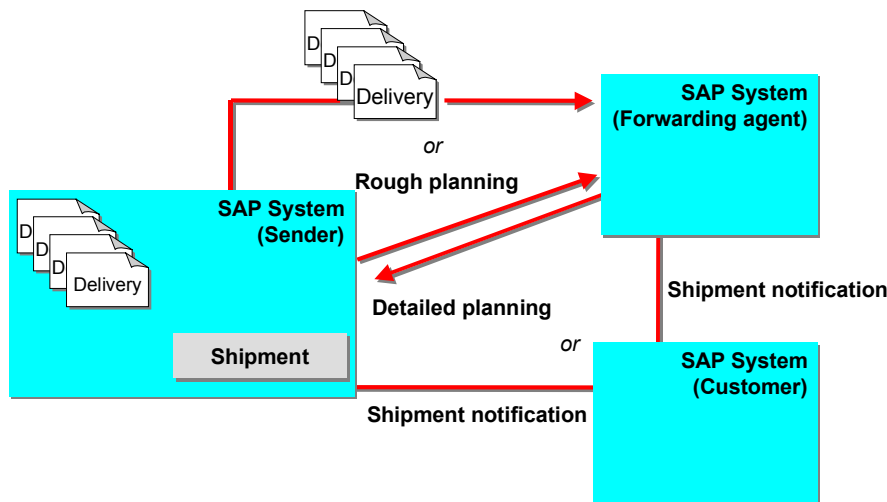 D
D
D
Delivery
SAP System
(Forwarding agent)
or
Rough planning
SAP System
(Sender)
D
D
D
Delivery
Detailed planning
Shipment notification
or
Shipment
SAP System
(Customer)
Shipment notification